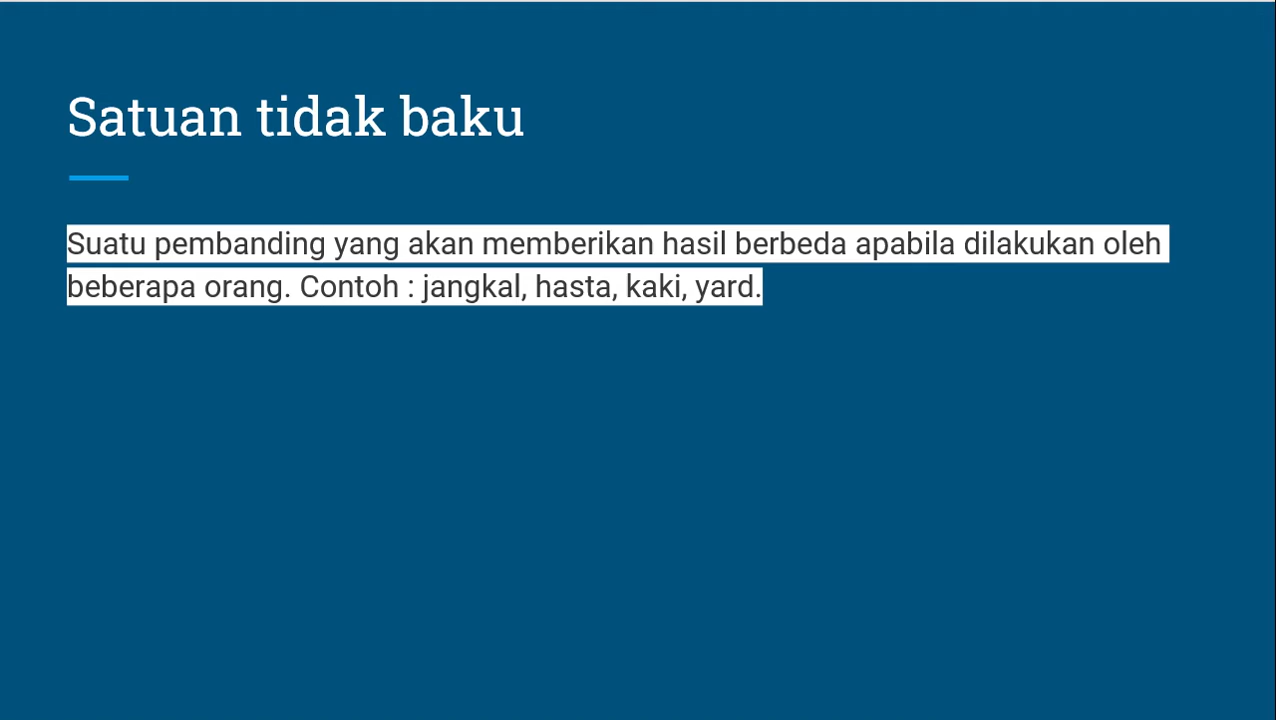 Satuan tidak baku
Suatu pembanding yang akan memberikan hasil berbeda apabila dilakukan oleh
beberapa orang. Contoh : jangkal, hasta, kaki, yard.